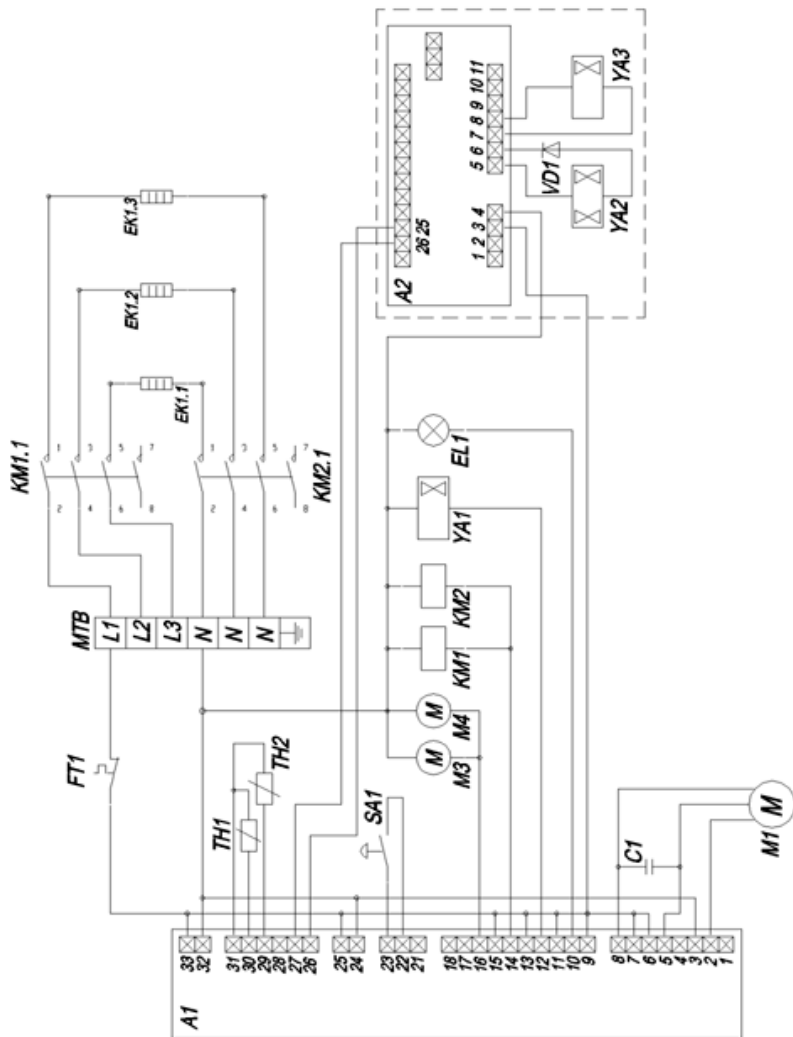 A1
33
32
31
30
29
28
27
26
25
24
23
22
21
18
17
16
15
14
13
12
11
10
9
8
7
6
5
4
3
2
1
FT1
TH1
TH2
SA1
C1
M
M1
MTB
L1
L2
L3
N
N
N
M
M3
M
M4
KM1
KM2
YA1
EL1
KM1.1
2
1
4
3
6
5
8
7
KM2.1
2
1
4
3
6
5
8
7
EK1.1
EK1.2
EK1.3
A2
26 25
1 2 3 4
5 6 7 8 9 10 11
VD1
YA2
YA3